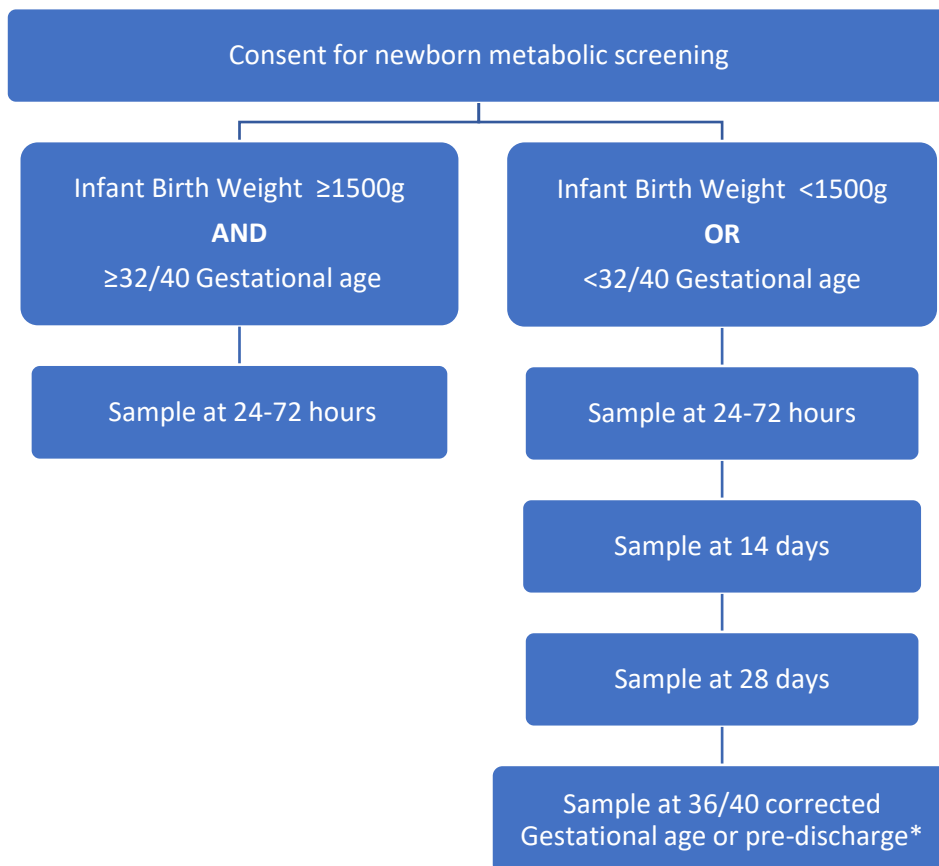 Consent for newborn metabolic screening
Infant Birth Weight ≥1500g
AND
≥32/40 Gestational age
Infant Birth Weight <1500g
OR
<32/40 Gestational age
Sample at 24-72 hours
Sample at 24-72 hours
Sample at 14 days
Sample at 28 days
Sample at 36/40 corrected
Gestational age or pre-discharge*